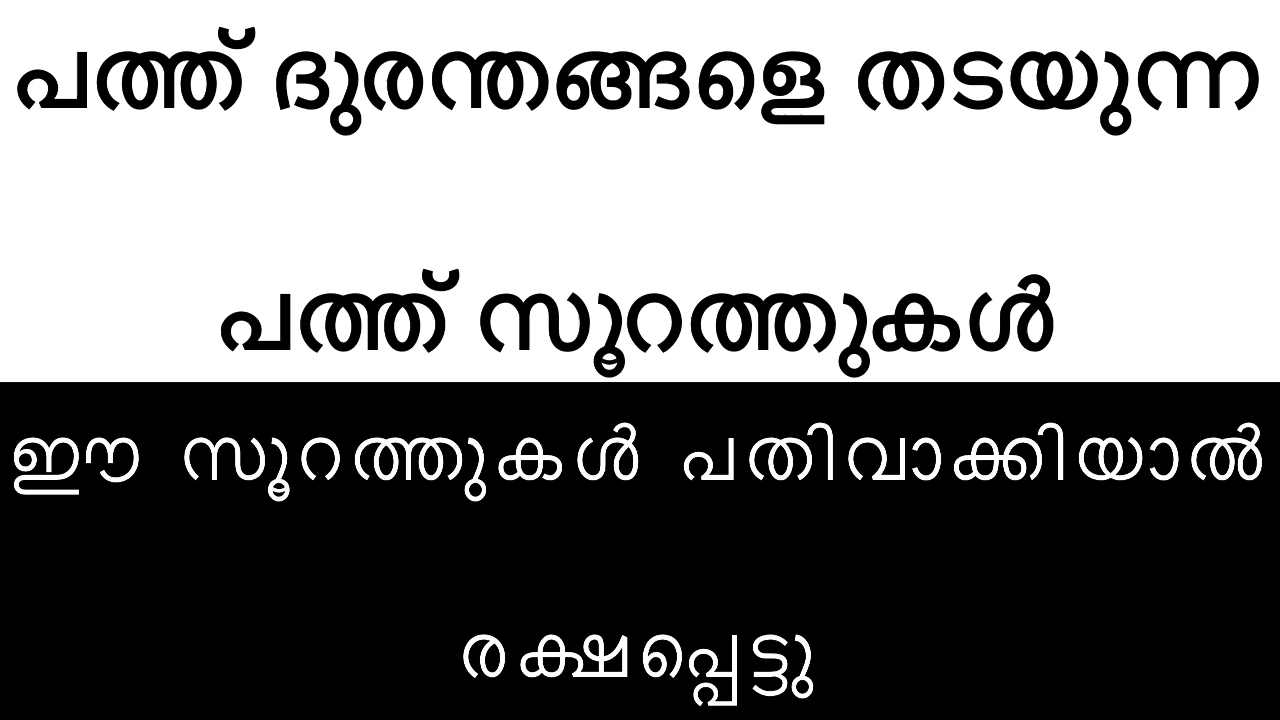 പത്ത് ദുരന്തങ്ങളെ തടയുന്ന
പത്ത് സൂറത്തുകൾ
ഈ സൂറത്തുകൾ പതിവാക്കിയാൽ
രക്ഷപ്പെട്ടു